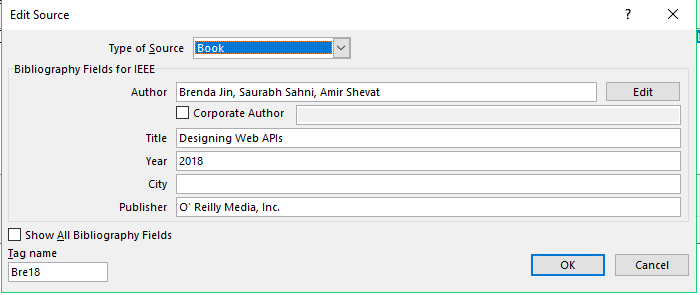 Edit Source
?
Type of Source Book
Bibliography Fields for IEEE
Author Brenda Jin, Saurabh Sahni, Amir Shevat Edit
Corporate Author
Title Designing Web APIs
Year 2018
City
Publisher O' Reilly Media, Inc.
Show All Bibliography Fields
Tag name
Bre18
OK Cancel